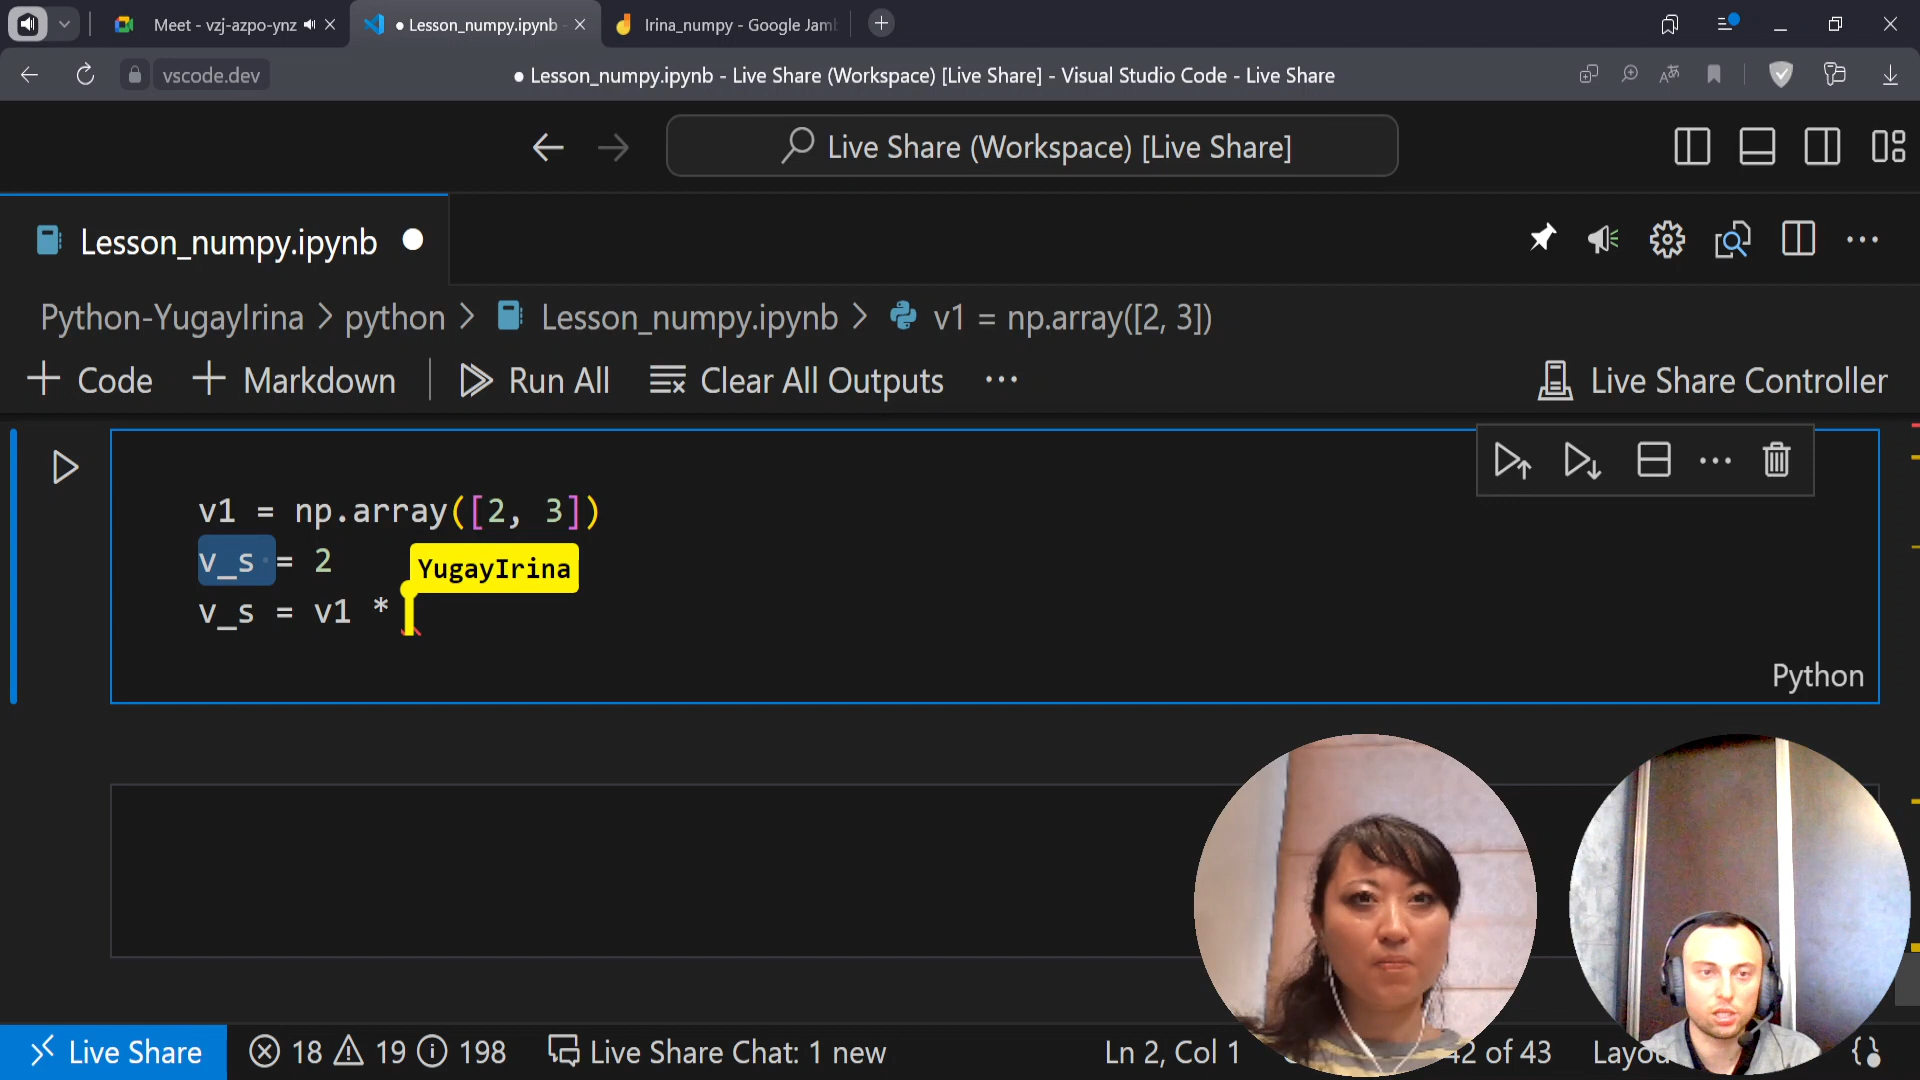 Meet - vzj-azpo-ynz
Lesson_numpy.ipynb
Irina_numpy - Google Jam
vscode.dev
● Lesson_numpy.ipynb - Live Share (Workspace) [Live Share] - Visual Studio Code - Live Share
Live Share (Workspace) [Live Share]
Lesson_numpy.ipynb
Python-YugayIrina > python > Lesson_numpy.ipynb > v1 = np.array([2, 3])
+ Code + Markdown Run All Clear All Outputs ... Live Share Controller
v1 = np.array([2, 3])
v_s = 2
YugayIrina
v_s = v1 *
Python
Live Share 18 19 198 Live Share Chat: 1 new Ln 2, Col 1 42 of 43 Layou